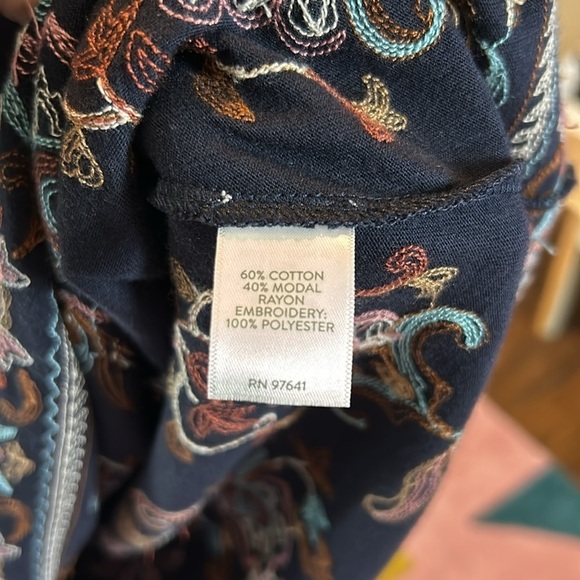 60% COTTON
40% MODAL
RAYON
EMBROIDERY:
100% POLYESTER
RN 97641